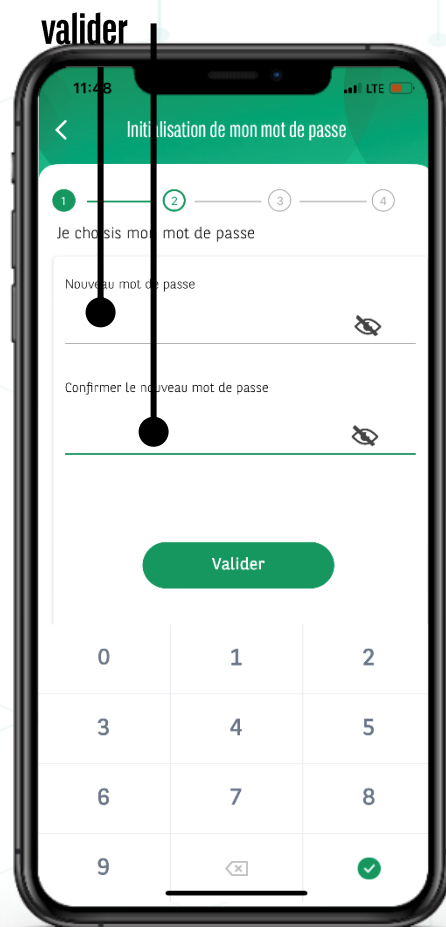 valider
11:48 LTE
Initialisation de mon mot de passe
1 2 3 4
Je choisis mon mot de passe
Nouveau mot de passe
Confirmer le nouveau mot de passe
Valider
0 1 2
3 4 5
6 7 8
9